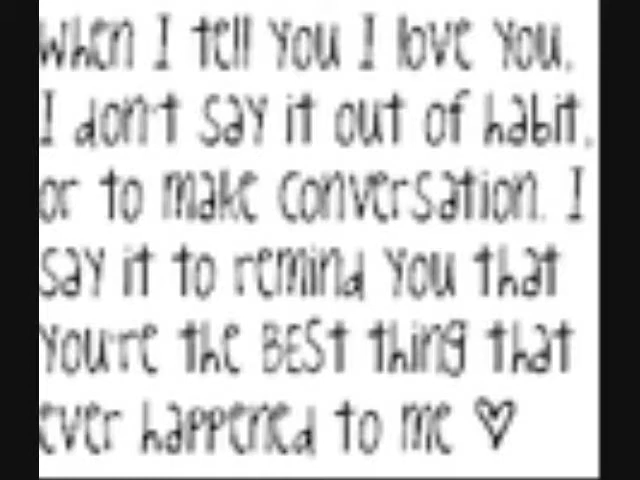 When I tell you I love you,
I don't say it out of habit,
or to make conversation. I
say it to remind you that
you're the BEST thing that
ever happened to me ♡